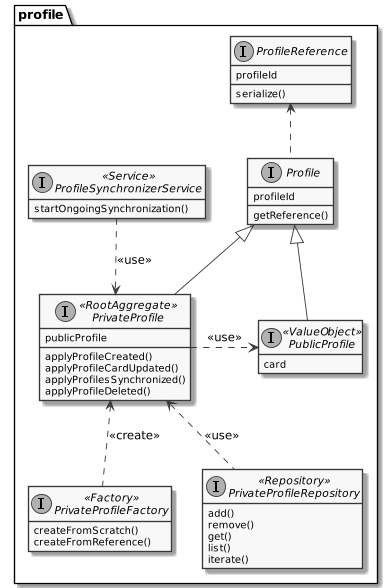 profile
I ProfileReference
profileId
serialize()
I Profile
profileId
getReference()
«Service»
I ProfileSynchronizerService
startOngoingSynchronization()
«use»
«RootAggregate»
I PrivateProfile
publicProfile
applyProfileCreated()
applyProfileCardUpdated()
applyProfilesSynchronized()
applyProfileDeleted()
«use»
«ValueObject»
I PublicProfile
card
«create»
«use»
«Factory»
I PrivateProfileFactory
createFromScratch()
createFromReference()
«Repository»
I PrivateProfileRepository
add()
remove()
get()
list()
iterate()